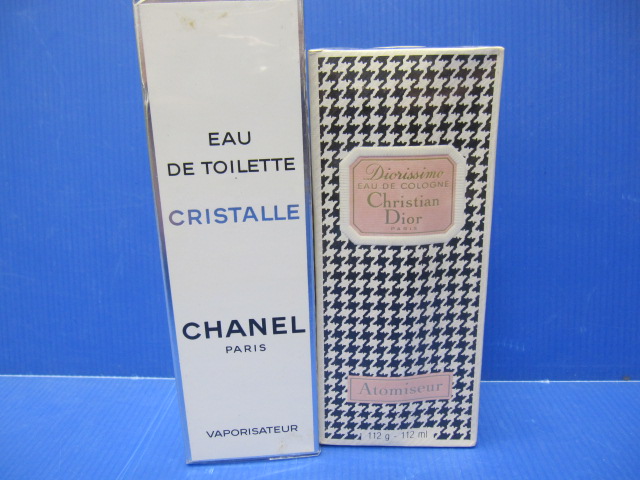 EAU
DE TOILETTE
CRISTALLE
CHANEL
PARIS
VAPORISATEUR
Diorissimo
EAU DE COLOGNE
Christian
Dior
PARIS
Atomiseur
112 g - 112 ml